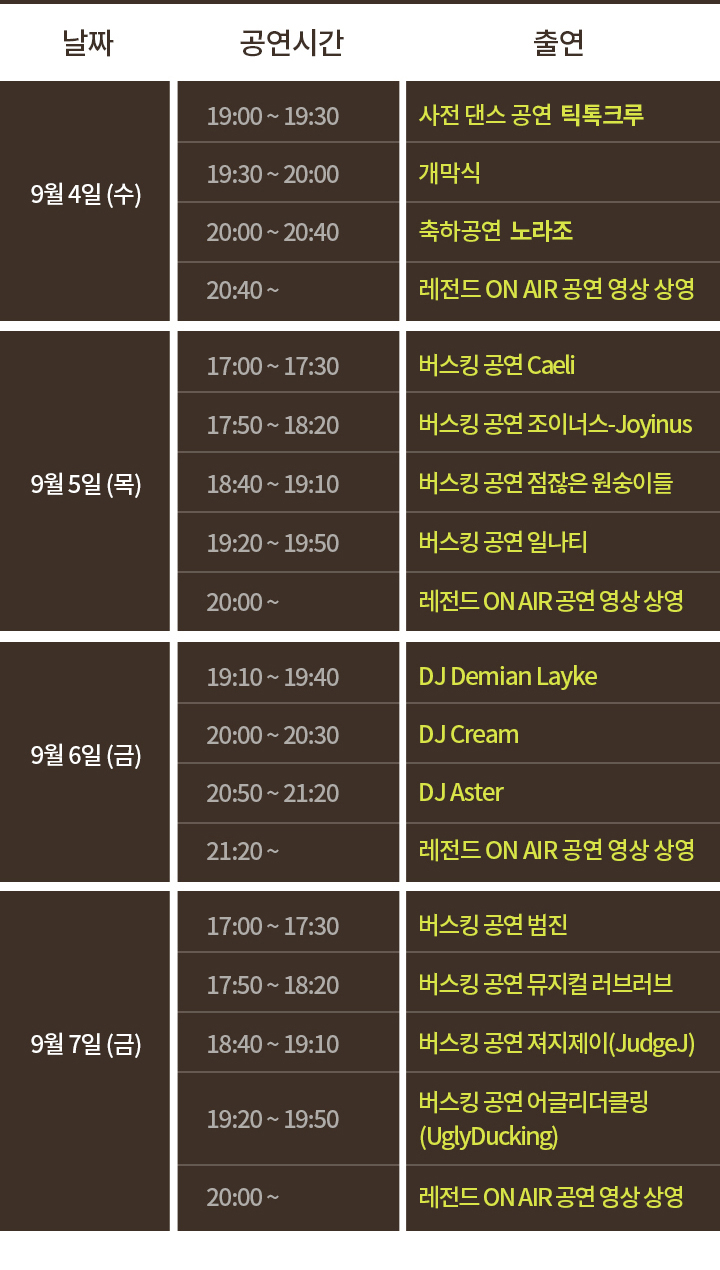 날짜 공연시간 출연
9월 4일 (수)
19:00 ~ 19:30 사전 댄스 공연 틱톡크루
19:30 ~ 20:00 개막식
20:00 ~ 20:40 축하공연 노라조
20:40 ~ 레전드 ON AIR 공연 영상 상영
9월 5일 (목)
17:00 ~ 17:30 버스킹 공연 Caeli
17:50 ~ 18:20 버스킹 공연 조이너스-Joyinus
18:40 ~ 19:10 버스킹 공연 점잖은 원숭이들
19:20 ~ 19:50 버스킹 공연 일나티
20:00 ~ 레전드 ON AIR 공연 영상 상영
9월 6일 (금)
19:10 ~ 19:40 DJ Demian Layke
20:00 ~ 20:30 DJ Cream
20:50 ~ 21:20 DJ Aster
21:20 ~ 레전드 ON AIR 공연 영상 상영
9월 7일 (금)
17:00 ~ 17:30 버스킹 공연 범진
17:50 ~ 18:20 버스킹 공연 뮤지컬 러브러브
18:40 ~ 19:10 버스킹 공연 져지제이(JudgeJ)
19:20 ~ 19:50 버스킹 공연 어글리더클링
(UglyDucking)
20:00 ~ 레전드 ON AIR 공연 영상 상영